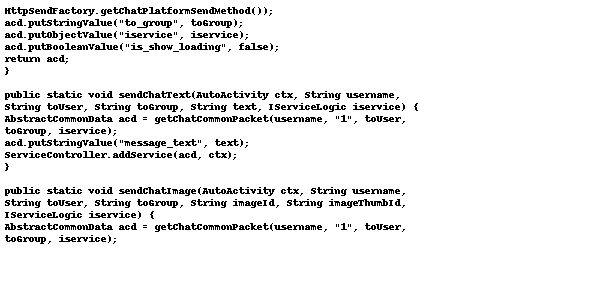 HttpSendFactory.getChatPlatformSendMethod());
acd.putStringValue("to_group", toGroup);
acd.putObjectValue("iservice", iservice);
acd.putBooleanValue("is_show_loading", false);
return acd;
}
public static void sendChatText(AutoActivity ctx, String username,
String toUser, String toGroup, String text, IServiceLogic iservice) {
AbstractCommonData acd = getChatCommonPacket(username, "1", toUser,
toGroup, iservice);
acd.putStringValue("message_text", text);
ServiceController.addService(acd, ctx);
}
public static void sendChatImage(AutoActivity ctx, String username,
String toUser, String toGroup, String imageId, String imageThumbId,
IServiceLogic iservice) {
AbstractCommonData acd = getChatCommonPacket(username, "1", toUser,
toGroup, iservice);